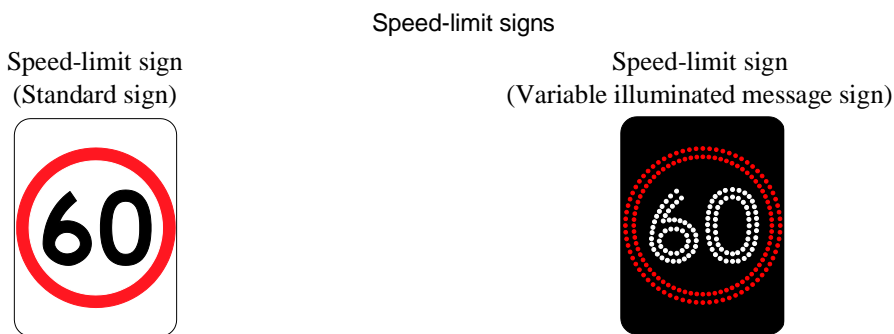 Speed-limit signs
Speed-limit sign
(Standard sign)
60
Speed-limit sign
(Variable illuminated message sign)
60